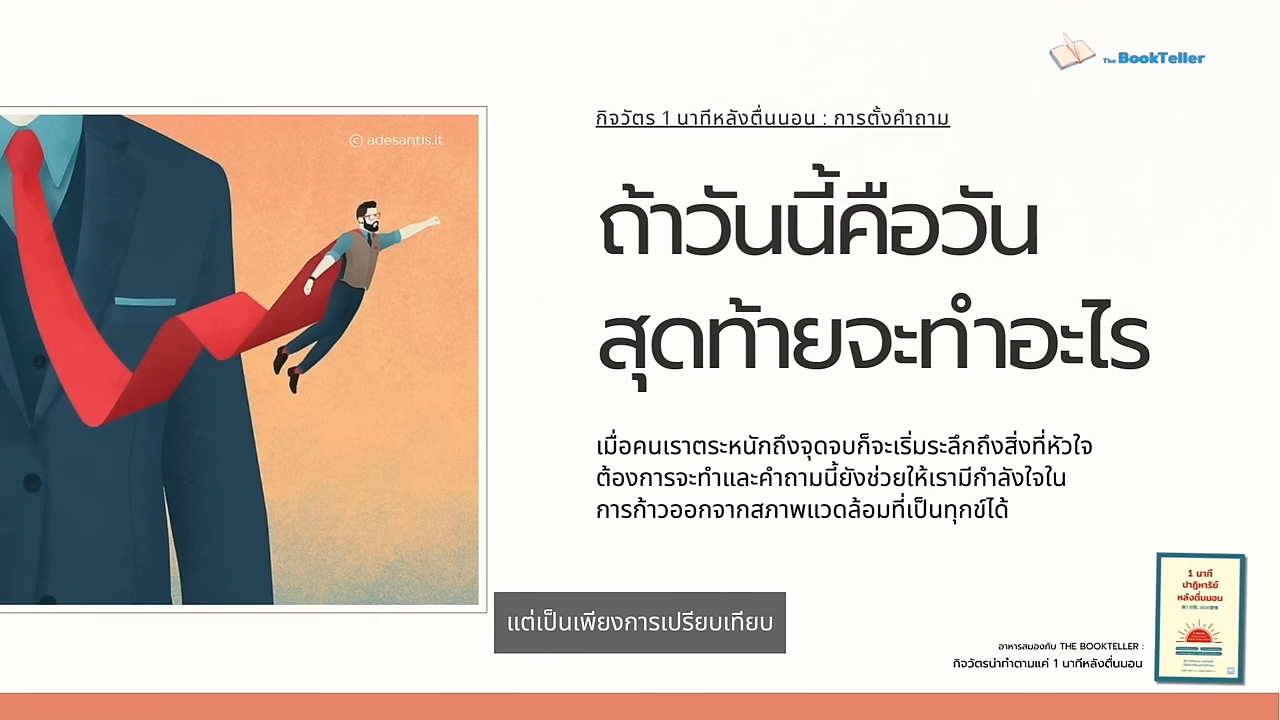 The BookTeller
© adesantis.it
กิจวัตร 1 นาทีหลังตื่นนอน : การตั้งคำถาม
ถ้าวันนี้คือวัน
สุดท้ายจะทำอะไร
เมื่อคนเราตระหนักถึงจุดจบก็จะเริ่มระลึกถึงสิ่งที่หัวใจ
ต้องการจะทำและคำถามนี้ยังช่วยให้เรามีกำลังใจใน
การก้าวออกจากสภาพแวดล้อมที่เป็นทุกข์ได้
แต่เป็นเพียงการเปรียบเทียบ
อาหารสมองกับ THE BOOKTELLER :
กิจวัตรน่าทำตามแค่ 1 นาทีหลังตื่นนอน
1 นาที
ปาฏิหาริย์
หลังตื่นนอน